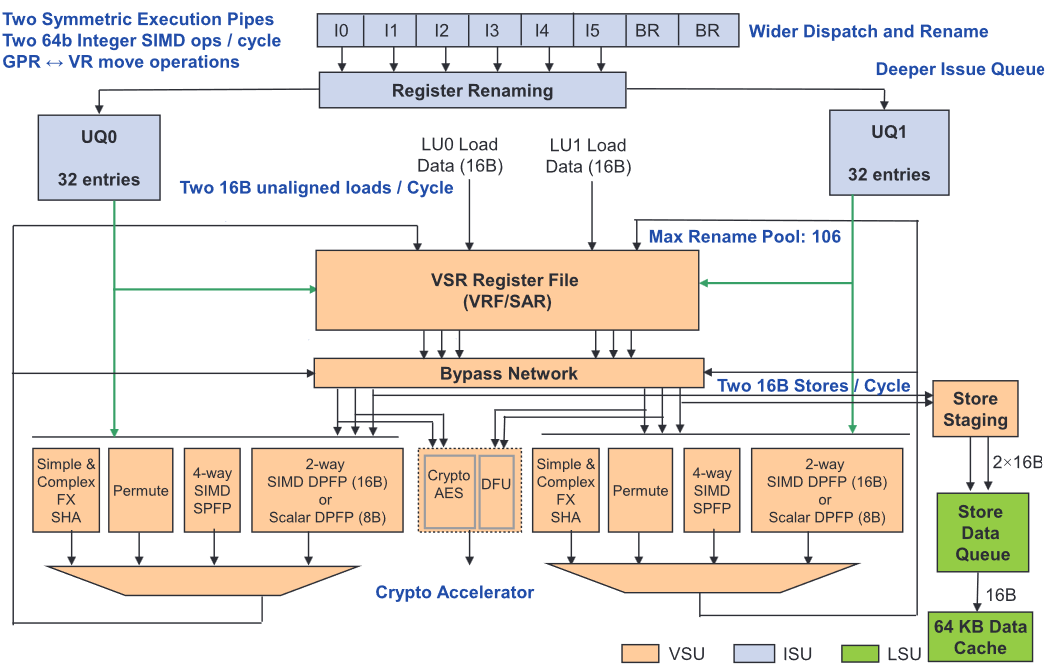 Two Symmetric Execution Pipes
Two 64b Integer SIMD ops / cycle
GPR ↔ VR move operations
I0 I1 I2 I3 I4 I5 BR BR
Wider Dispatch and Rename
Register Renaming
Deeper Issue Queue
UQ0
32 entries
UQ1
32 entries
LU0 Load
Data (16B)
LU1 Load
Data (16B)
Two 16B unaligned loads / Cycle
Max Rename Pool: 106
VSR Register File
(VRF/SAR)
Bypass Network
Two 16B Stores / Cycle
Store
Staging
2×16B
Simple &
Complex
FX
SHA
Permute
4-way
SIMD
SPFP
2-way
SIMD DPFP (16B)
or
Scalar DPFP (8B)
Crypto
AES
DFU
Simple &
Complex
FX
SHA
Permute
4-way
SIMD
SPFP
2-way
SIMD DPFP (16B)
or
Scalar DPFP (8B)
Store
Data
Queue
Crypto Accelerator
16B
64 KB Data
Cache
VSU
ISU
LSU